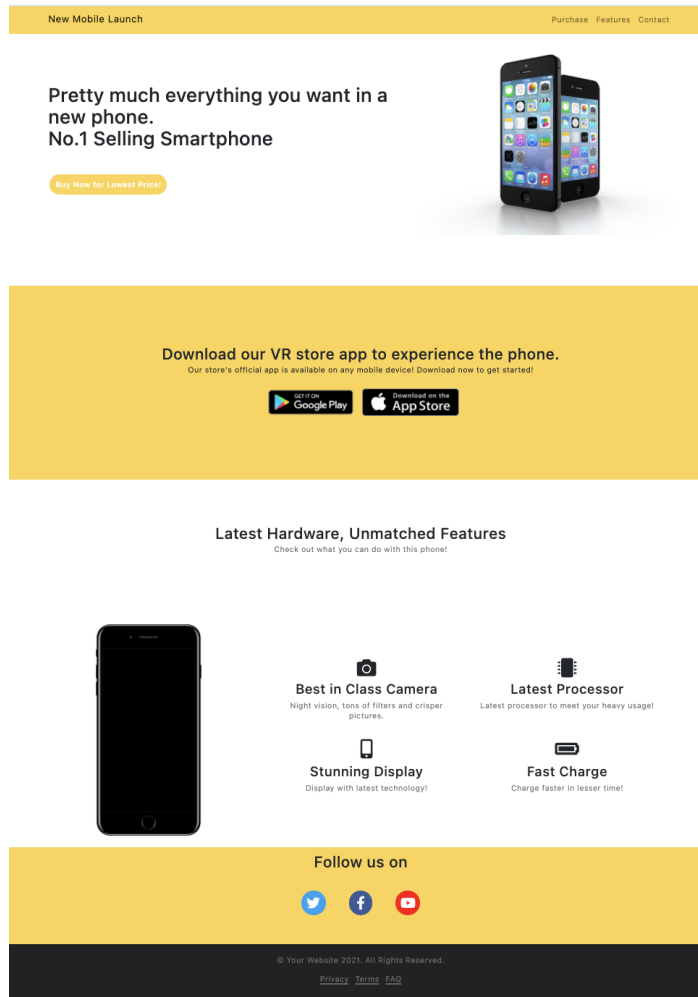 New Mobile Launch
Purchase Features Contact
Pretty much everything you want in a
new phone.
No.1 Selling Smartphone
Buy Now for Lowest Price!
Download our VR store app to experience the phone.
Our store's official app is available on any mobile device! Download now to get started!
GET IT ON
Google Play
Download on the
App Store
Latest Hardware, Unmatched Features
Check out what you can do with this phone!
Best in Class Camera
Night vision, tons of filters and crisper
pictures.
Latest Processor
Latest processor to meet your heavy usage!
Stunning Display
Display with latest technology!
Fast Charge
Charge faster in lesser time!
Follow us on
© Your Website 2021. All Rights Reserved.
Privacy Terms FAQ